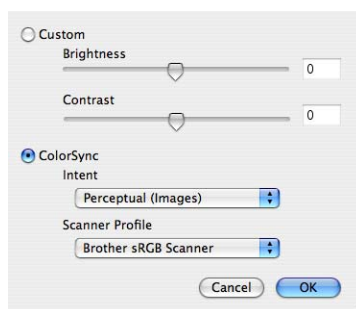 Custom
Brightness
0
Contrast
0
ColorSync
Intent
Perceptual (Images)
Scanner Profile
Brother sRGB Scanner
Cancel OK